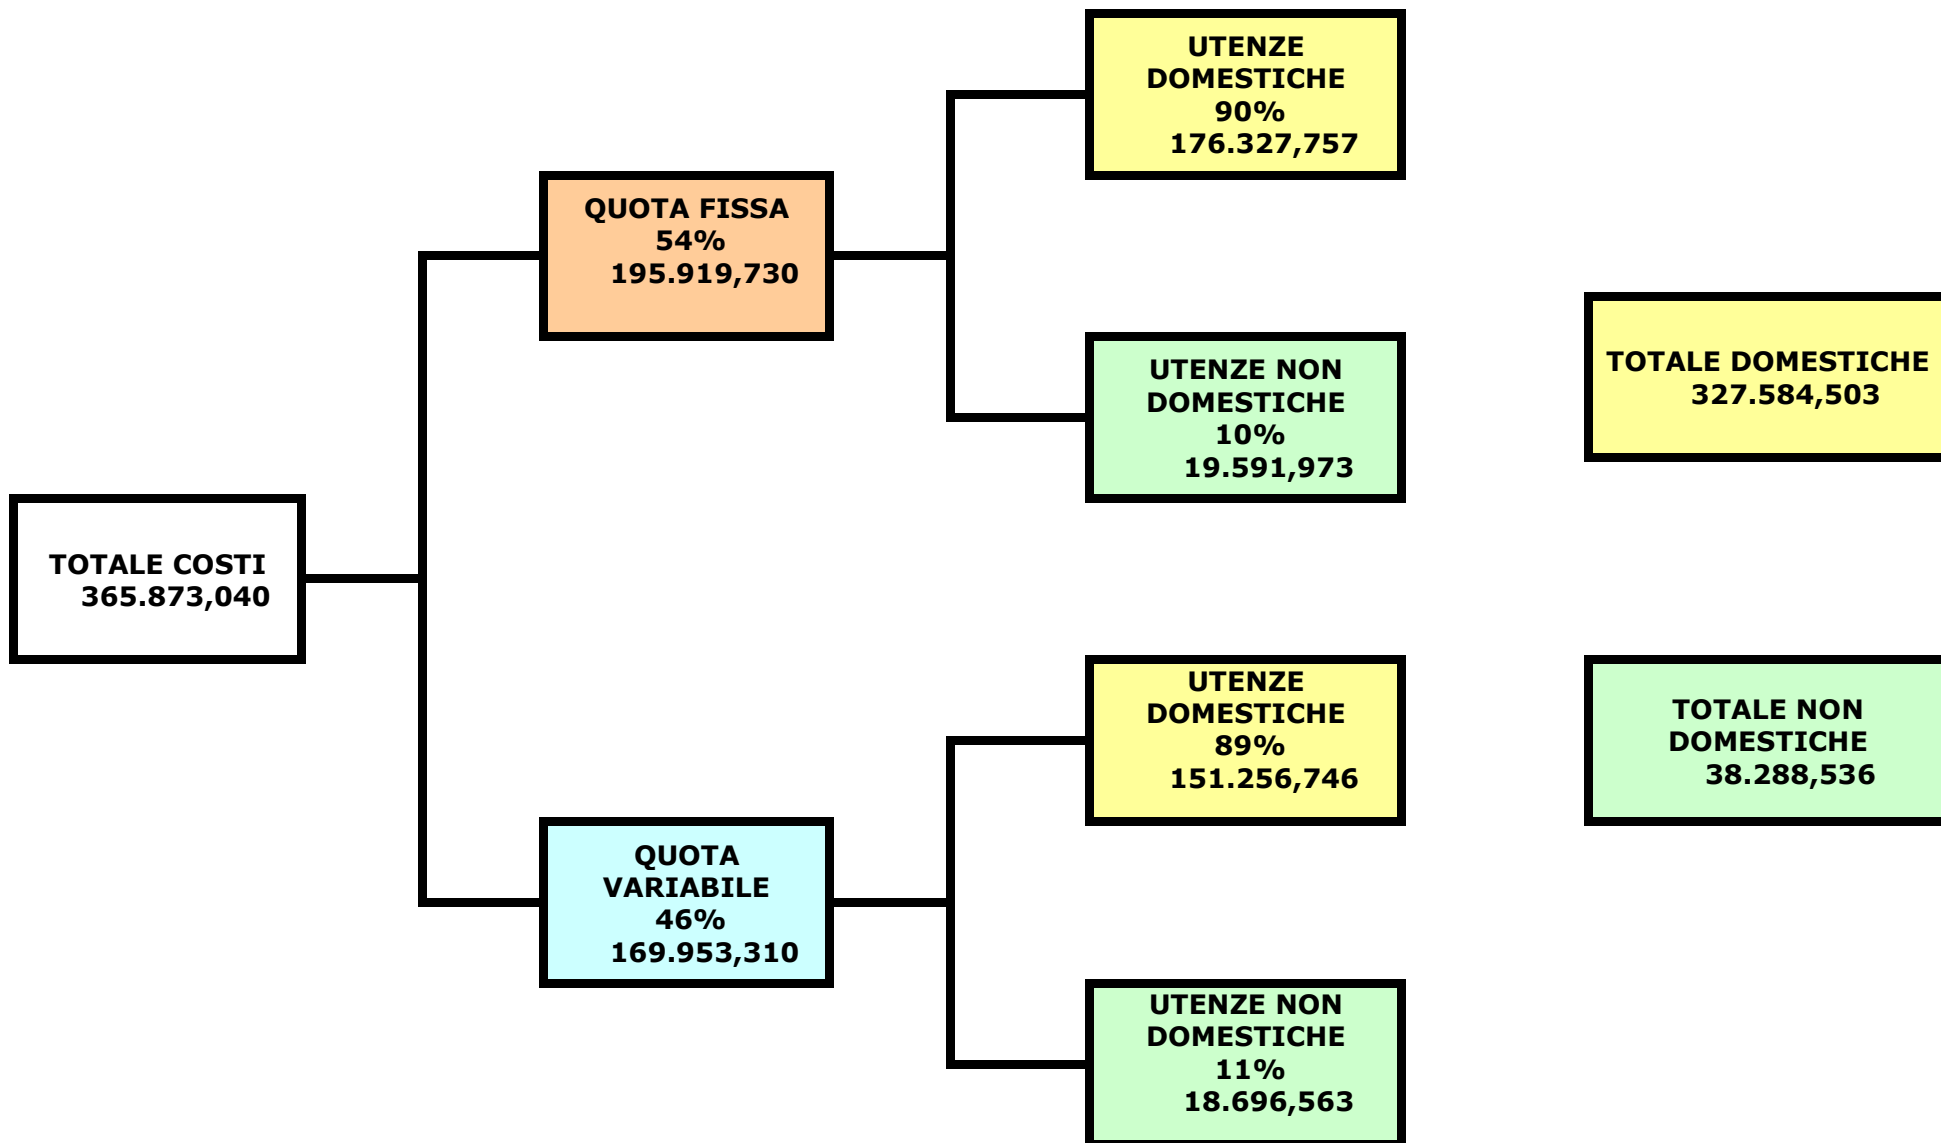 UTENZE
DOMESTICHE
90%
176.327,757
QUOTA FISSA
54%
195.919,730
UTENZE NON
DOMESTICHE
10%
19.591,973
TOTALE DOMESTICHE
327.584,503
TOTALE COSTI
365.873,040
UTENZE
DOMESTICHE
89%
151.256,746
TOTALE NON
DOMESTICHE
38.288,536
QUOTA
VARIABILE
46%
169.953,310
UTENZE NON
DOMESTICHE
11%
18.696,563